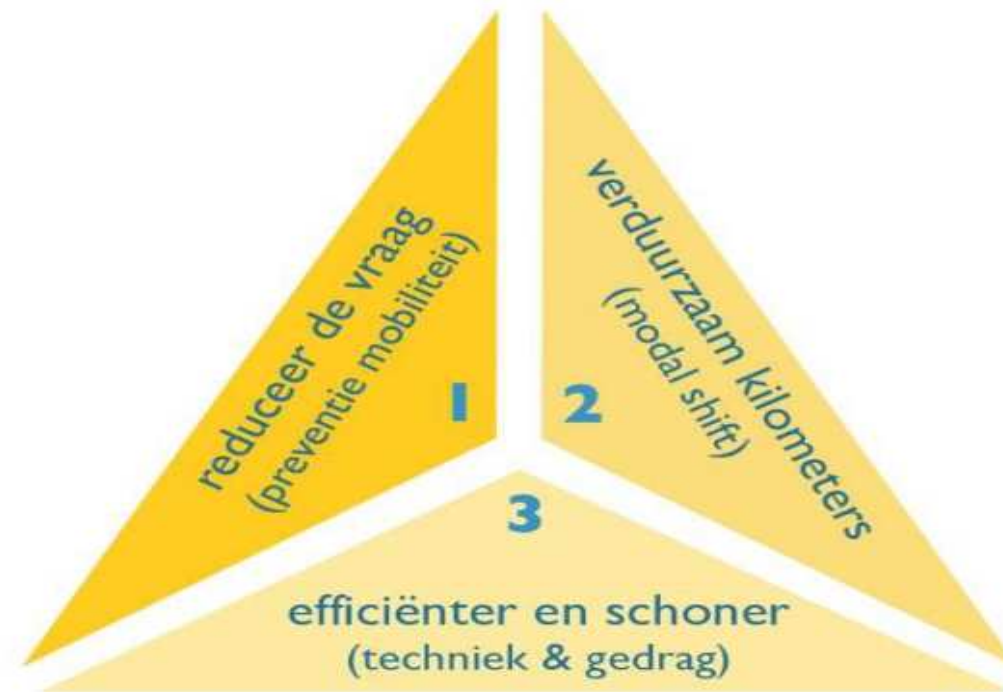 reduceer de vraag
(preventie mobiliteit)
1
verduurzaam kilometers
(modal shift)
2
3
efficiënter en schoner
(techniek & gedrag)